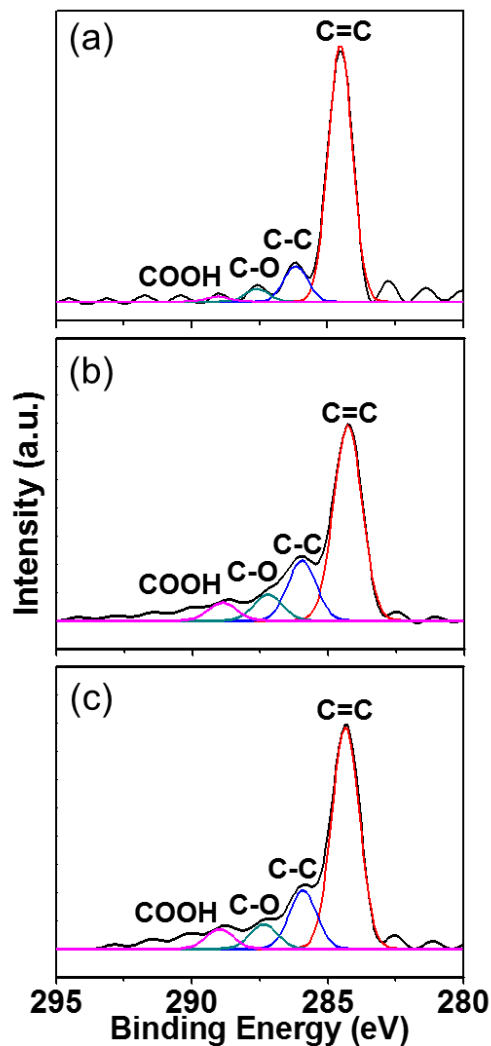 (a)
C=C
C-C
C-O
COOH
(b)
C=C
C-C
C-O
COOH
Intensity (a.u.)
(c)
C=C
C-C
C-O
COOH
295 290 285 280
Binding Energy (eV)